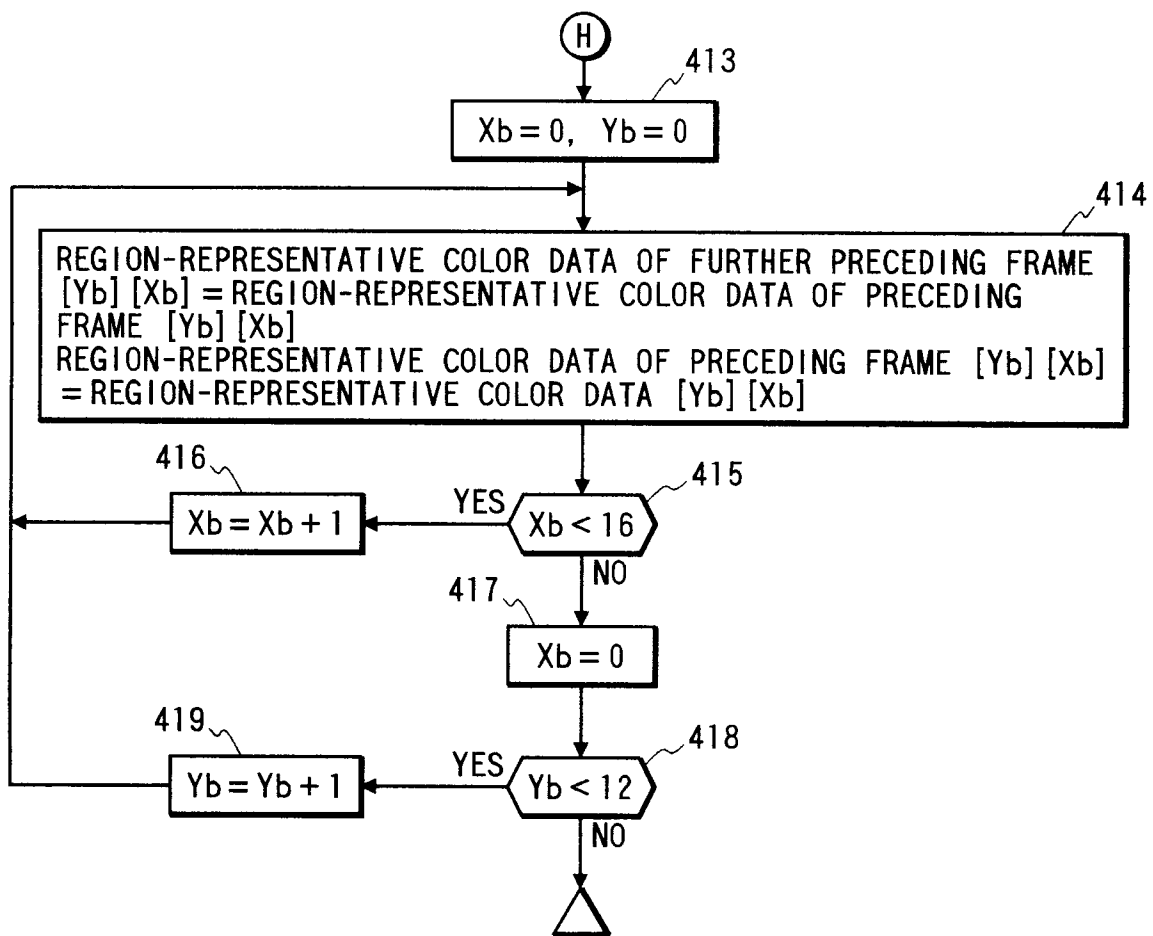 H
413
Xb=0, Yb=0
414
REGION-REPRESENTATIVE COLOR DATA OF FURTHER PRECEDING FRAME
[Yb][Xb]=REGION-REPRESENTATIVE COLOR DATA OF PRECEDING
FRAME [Yb][Xb]
REGION-REPRESENTATIVE COLOR DATA OF PRECEDING FRAME [Yb][Xb]
=REGION-REPRESENTATIVE COLOR DATA [Yb][Xb]
416
415
Xb=Xb+1
YES
Xb<16
NO
417
Xb=0
419
418
Yb=Yb+1
YES
Yb<12
NO